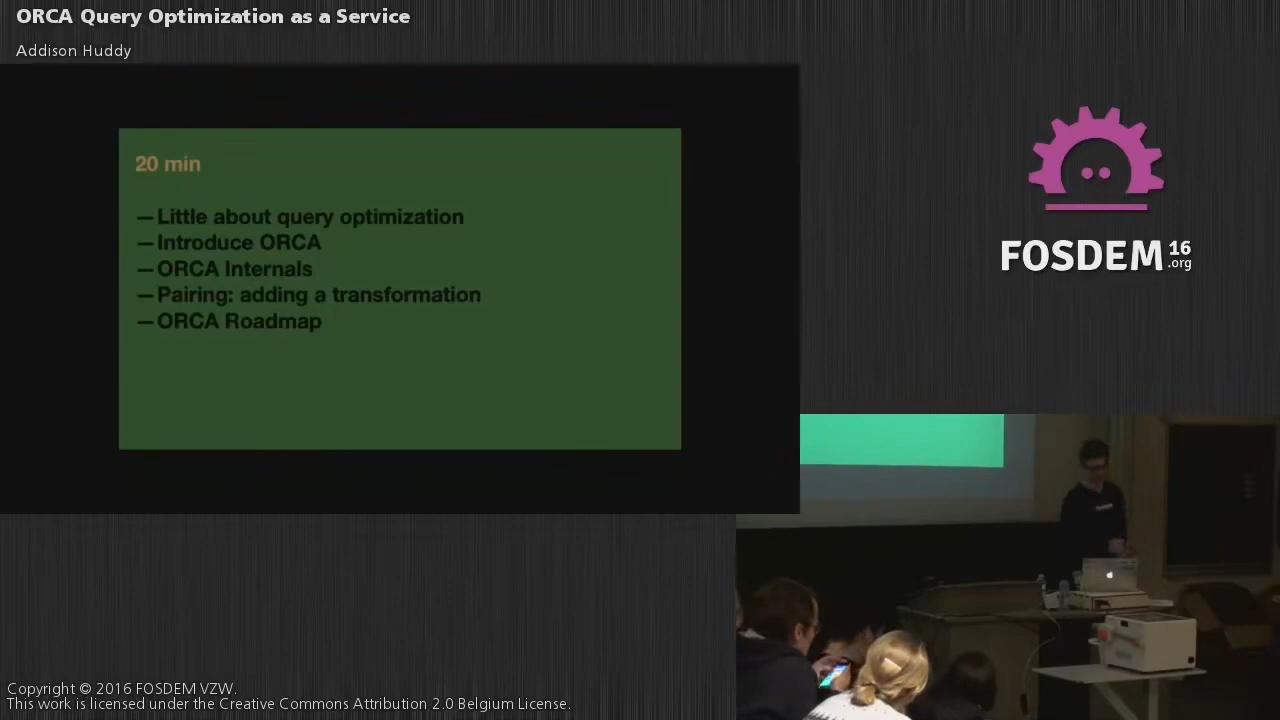 ORCA Query Optimization as a Service
Addison Huddy
20 min
—Little about query optimization
—Introduce ORCA
—ORCA Internals
—Pairing: adding a transformation
—ORCA Roadmap
FOSDEM 16
.org
Copyright © 2016 FOSDEM VZW.
This work is licensed under the Creative Commons Attribution 2.0 Belgium License.